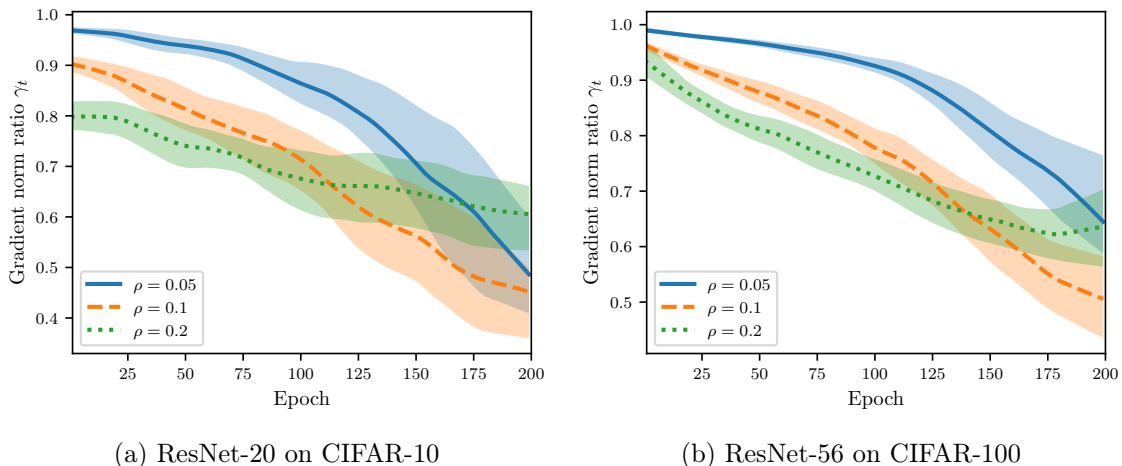 1.0
0.9
0.8
0.7
0.6
0.5
0.4
Gradient norm ratio γt
ρ = 0.05
ρ = 0.1
ρ = 0.2
25 50 75 100 125 150 175 200
Epoch
(a) ResNet-20 on CIFAR-10
1.0
0.9
0.8
0.7
0.6
0.5
Gradient norm ratio γt
ρ = 0.05
ρ = 0.1
ρ = 0.2
25 50 75 100 125 150 175 200
Epoch
(b) ResNet-56 on CIFAR-100